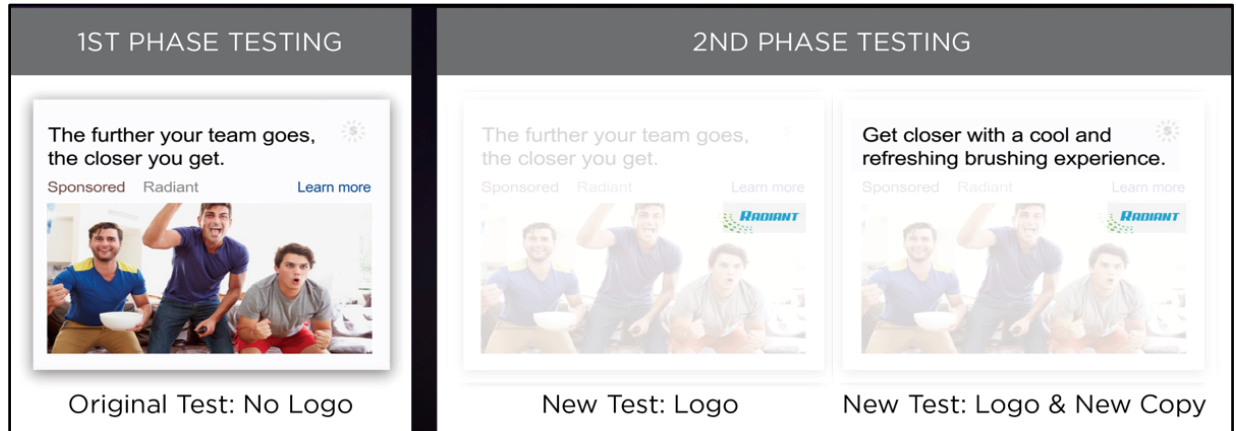 1ST PHASE TESTING
2ND PHASE TESTING
The further your team goes,
the closer you get.
Sponsored Radiant Learn more
Original Test: No Logo
The further your team goes,
the closer you get.
Sponsored Radiant Learn more
RADIANT
New Test: Logo
Get closer with a cool and
refreshing brushing experience.
Sponsored Radiant Learn more
RADIANT
New Test: Logo & New Copy